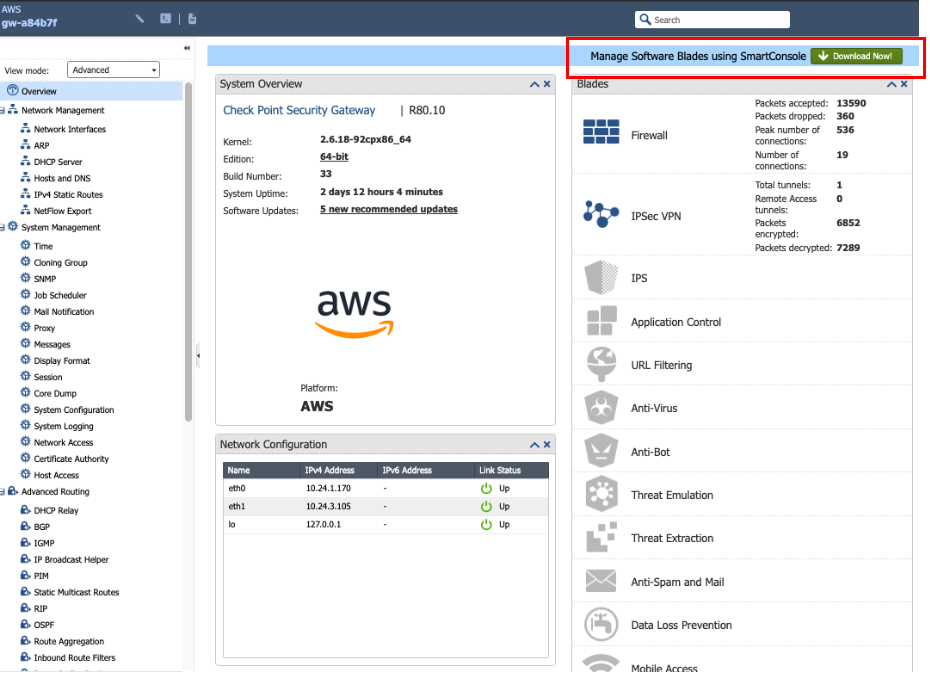 AWS
gw-a84b7f
Search
Manage Software Blades using SmartConsole
Download Now!
View mode:
Advanced
Overview
Network Management
Network Interfaces
ARP
DHCP Server
Hosts and DNS
IPv4 Static Routes
NetFlow Export
System Management
Time
Cloning Group
SNMP
Job Scheduler
Mail Notification
Proxy
Messages
Display Format
Session
Core Dump
System Configuration
System Logging
Network Access
Certificate Authority
Host Access
Advanced Routing
DHCP Relay
BGP
IGMP
IP Broadcast Helper
PIM
Static Multicast Routes
RIP
OSPF
Route Aggregation
Inbound Route Filters
System Overview
Check Point Security Gateway | R80.10
Kernel: 2.6.18-92cpx86_64
Edition: 64-bit
Build Number: 33
System Uptime: 2 days 12 hours 4 minutes
Software Updates: 5 new recommended updates
aws
Platform:
AWS
Network Configuration
Name IPv4 Address IPv6 Address Link Status
eth0 10.24.1.170 - Up
eth1 10.24.3.105 - Up
lo 127.0.0.1 - Up
Blades
Firewall
Packets accepted: 13590
Packets dropped: 360
Peak number of 536
connections:
Number of 19
connections:
IPSec VPN
Total tunnels: 1
Remote Access 0
tunnels:
Packets 6852
encrypted:
Packets decrypted: 7289
IPS
Application Control
URL Filtering
Anti-Virus
Anti-Bot
Threat Emulation
Threat Extraction
Anti-Spam and Mail
Data Loss Prevention
Mobile Access